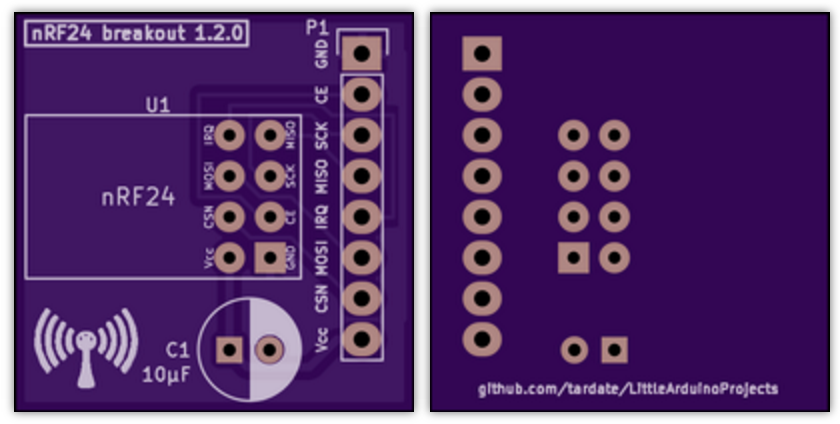 nRF24 breakout 1.2.0
P1
GND
CE
SCK
MISO
IRQ
MOSI
CSN
Vcc
U1
IRQ MISO
MOSI SCK
CSN CE
Vcc GND
nRF24
C1
10µF
github.com/tardate/LittleArduinoProjects